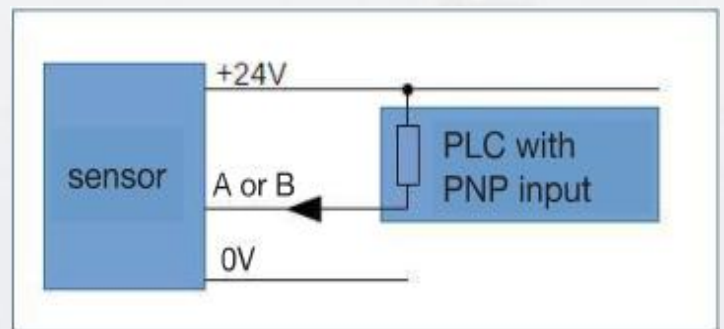 +24V
sensor
A or B
PLC with
PNP input
0V